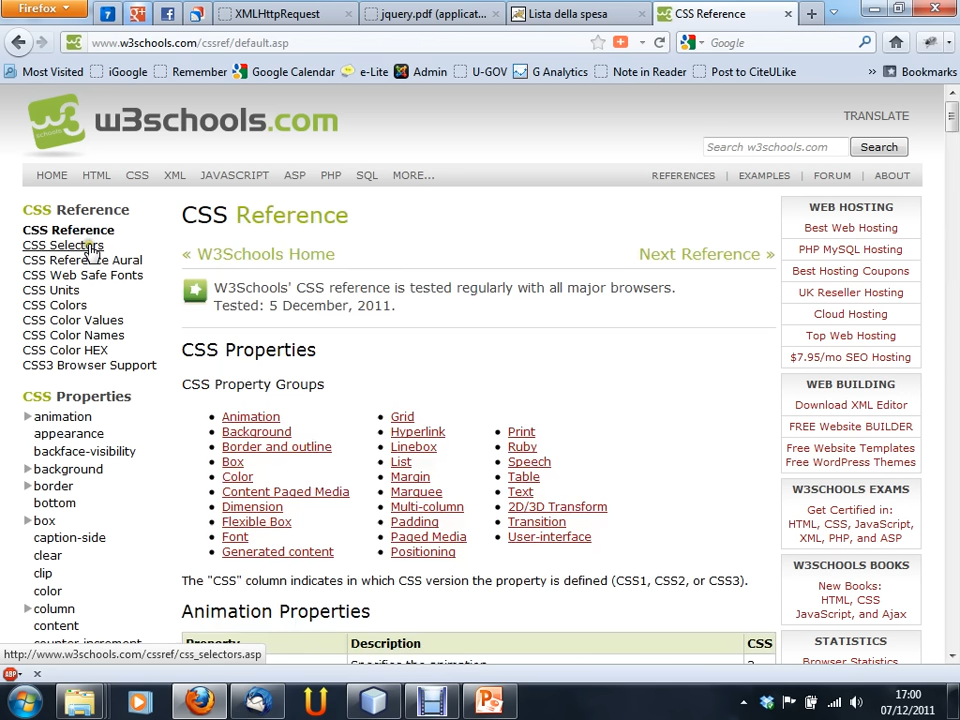 Firefox
7
XMLHttpRequest
jquery.pdf (applicat...
Lista della spesa
CSS Reference
www.w3schools.com/cssref/default.asp
Google
Most Visited
iGoogle
Remember
Google Calendar
e-Lite
Admin
U-GOV
G Analytics
Note in Reader
Post to CiteULike
»
Bookmarks
w3schools.com
TRANSLATE
Search w3schools.com
Search
HOME HTML CSS XML JAVASCRIPT ASP PHP SQL MORE...
REFERENCES EXAMPLES FORUM ABOUT
CSS Reference
CSS Reference
CSS Selectors
CSS Reference Aural
CSS Web Safe Fonts
CSS Units
CSS Colors
CSS Color Values
CSS Color Names
CSS Color HEX
CSS3 Browser Support
CSS Properties
animation
appearance
backface-visibility
background
border
bottom
box
caption-side
clear
clip
color
column
content
counter-increment
CSS Reference
« W3Schools Home
Next Reference »
W3Schools' CSS reference is tested regularly with all major browsers.
Tested: 5 December, 2011.
CSS Properties
CSS Property Groups
Animation
Background
Border and outline
Box
Color
Content Paged Media
Dimension
Flexible Box
Font
Generated content
Grid
Hyperlink
Linebox
List
Margin
Marquee
Multi-column
Padding
Paged Media
Positioning
Print
Ruby
Speech
Table
Text
2D/3D Transform
Transition
User-interface
The "CSS" column indicates in which CSS version the property is defined (CSS1, CSS2, or CSS3).
Animation Properties
Property Description CSS
Specifies the animation
3
WEB HOSTING
Best Web Hosting
PHP MySQL Hosting
Best Hosting Coupons
UK Reseller Hosting
Cloud Hosting
Top Web Hosting
$7.95/mo SEO Hosting
WEB BUILDING
Download XML Editor
FREE Website BUILDER
Free Website Templates
Free WordPress Themes
W3SCHOOLS EXAMS
Get Certified in:
HTML, CSS, JavaScript,
XML, PHP, and ASP
W3SCHOOLS BOOKS
New Books:
HTML, CSS
JavaScript, and Ajax
STATISTICS
Browser Statistics
http://www.w3schools.com/cssref/css_selectors.asp
ABP
17:00
07/12/2011